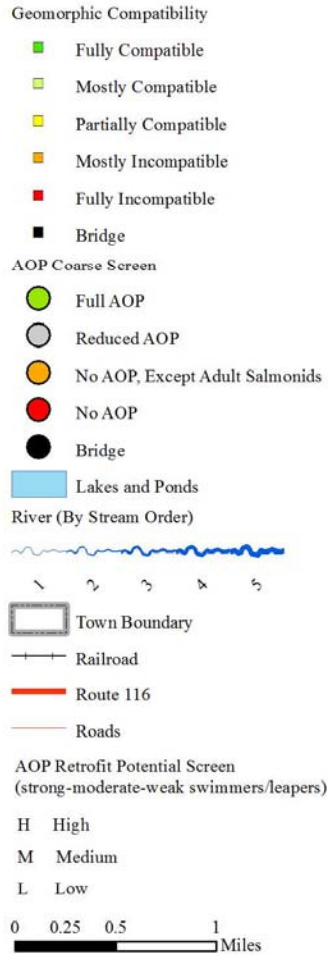 Geomorphic Compatibility
Fully Compatible
Mostly Compatible
Partially Compatible
Mostly Incompatible
Fully Incompatible
Bridge
AOP Coarse Screen
Full AOP
Reduced AOP
No AOP, Except Adult Salmonids
No AOP
Bridge
Lakes and Ponds
River (By Stream Order)
1 2 3 4 5
Town Boundary
Railroad
Route 116
Roads
AOP Retrofit Potential Screen
(strong-moderate-weak swimmers/leapers)
H High
M Medium
L Low
0 0.25 0.5 1
Miles